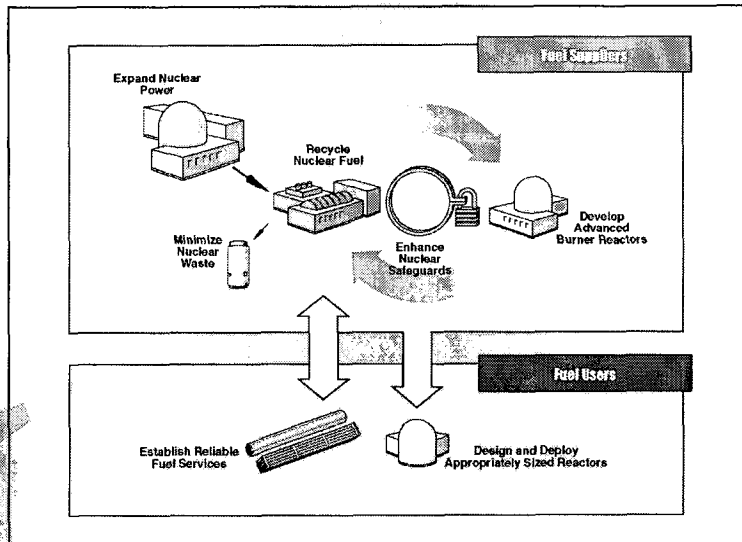 Fuel Suppliers
Expand Nuclear
Power
Recycle
Nuclear Fuel
Minimize
Nuclear
Waste
Enhance
Nuclear
Safeguards
Develop
Advanced
Burner Reactors
Fuel Users
Establish Reliable
Fuel Services
Design and Deploy
Appropriately Sized Reactors